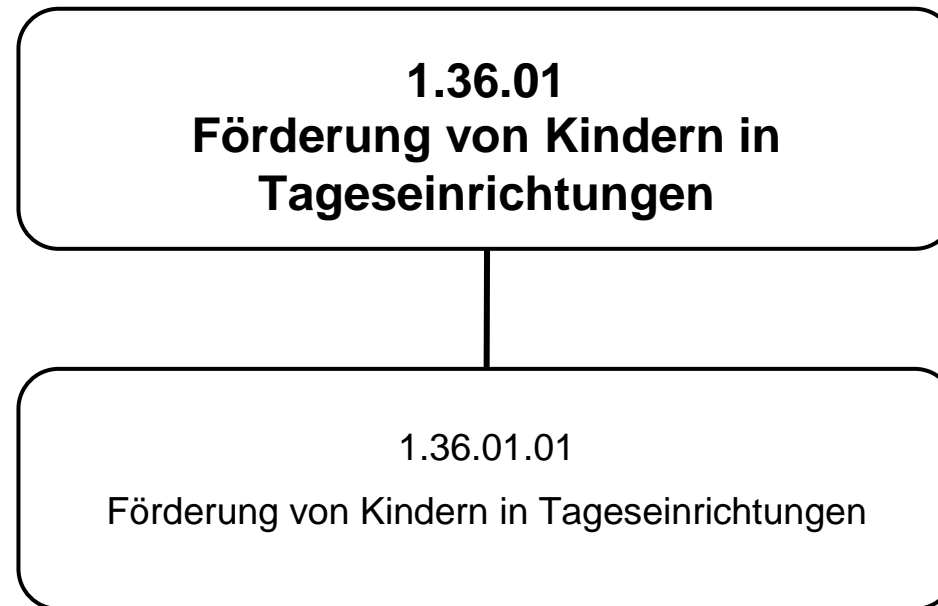 1.36.01
Förderung von Kindern in
Tageseinrichtungen
1.36.01.01
Förderung von Kindern in Tageseinrichtungen